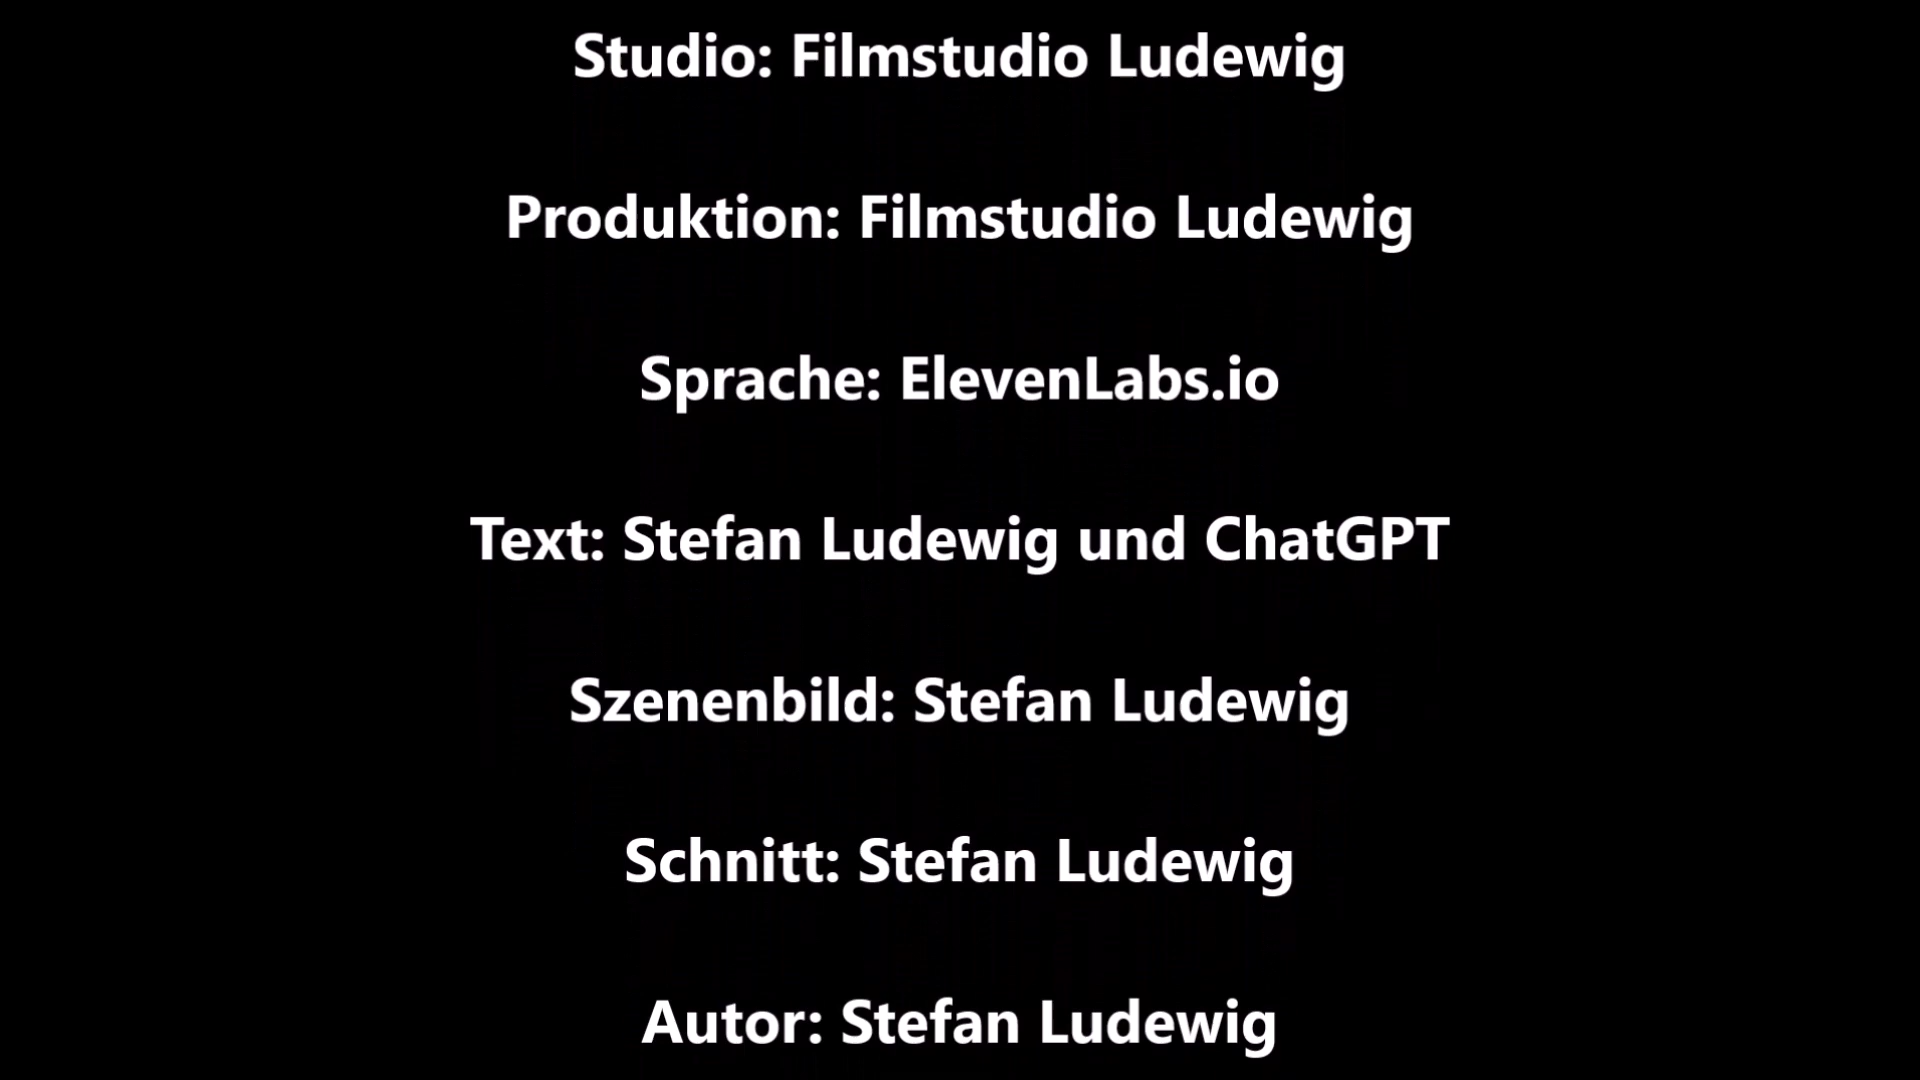 Studio: Filmstudio Ludewig
Produktion: Filmstudio Ludewig
Sprache: ElevenLabs.io
Text: Stefan Ludewig und ChatGPT
Szenenbild: Stefan Ludewig
Schnitt: Stefan Ludewig
Autor: Stefan Ludewig